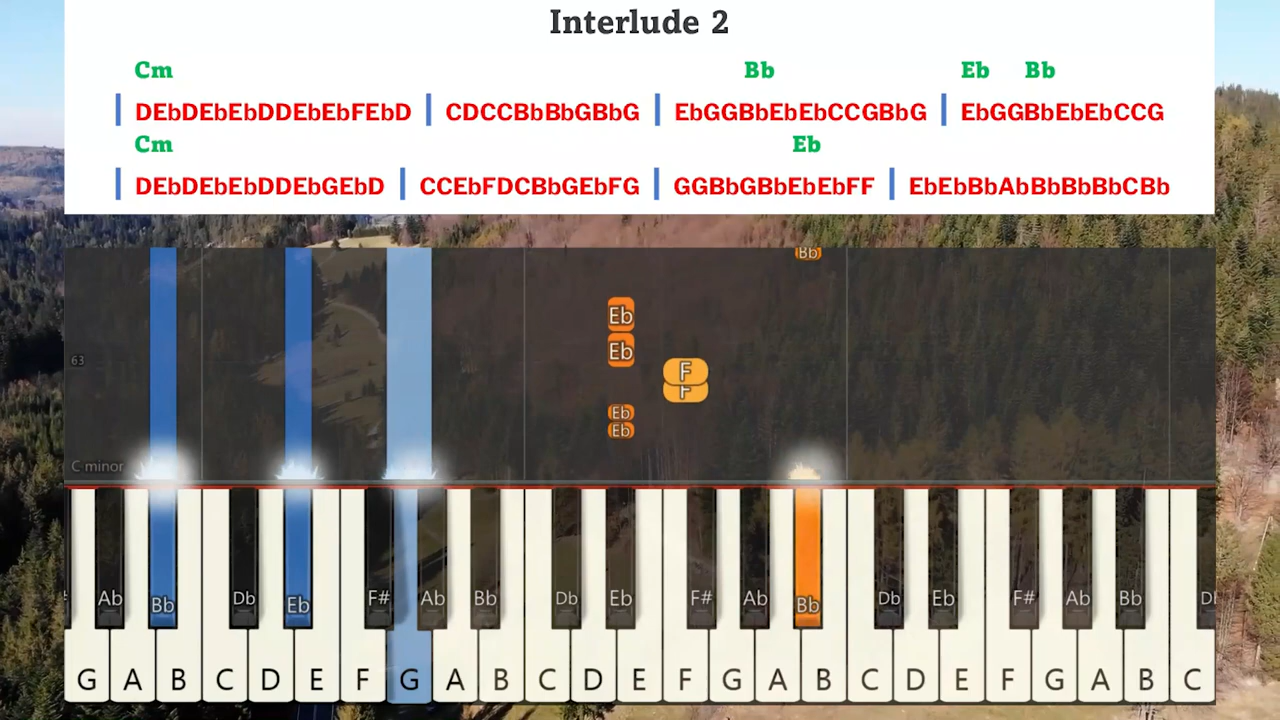 Interlude 2
Cm Bb Eb Bb
| DEbDEbEbDDEbEbFEbD | CDCCBbBbGBbG | EbGGBbEbEbCCGBbG | EbGGBbEbEbCCG
Cm Eb
| DEbDEbEbDDEbGEbD | CCEbFDCBbGEbFG | GGBbGBbEbEbFF | EbEbBbAbBbBbBbCBb
Bb
Eb
Eb
63
F
F
Eb
Eb
C minor
Ab Bb Db Eb F# Ab Bb Db Eb F# Ab Bb Db Eb F# Ab Bb
G A B C D E F G A B C D E F G A B C D E F G A B C